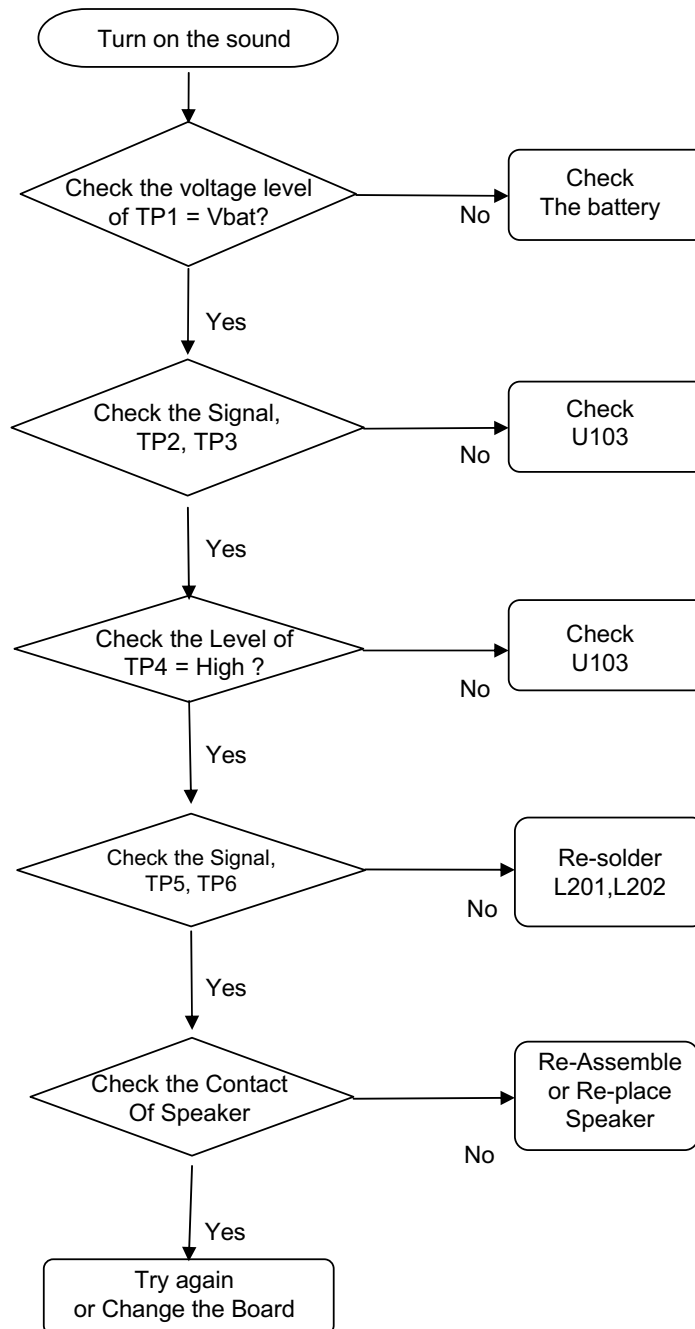 Turn on the sound
Check the voltage level
of TP1 = Vbat?
No
Check
The battery
Yes
Check the Signal,
TP2, TP3
No
Check
U103
Yes
Check the Level of
TP4 = High ?
No
Check
U103
Yes
Check the Signal,
TP5, TP6
No
Re-solder
L201,L202
Yes
Check the Contact
Of Speaker
No
Re-Assemble
or Re-place
Speaker
Yes
Try again
or Change the Board